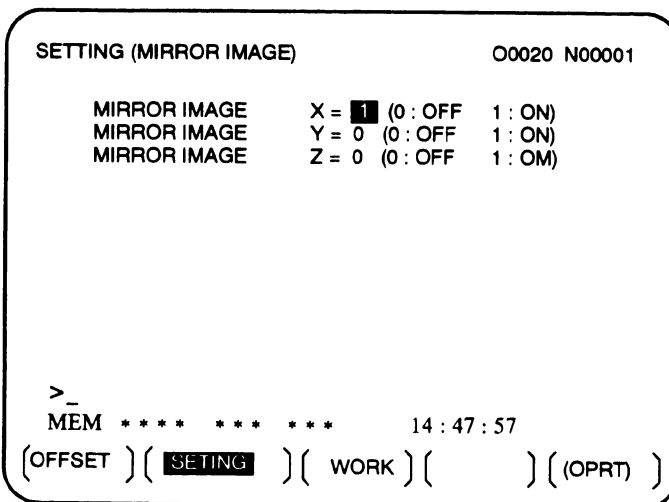 SETTING (MIRROR IMAGE) O0020 N00001
MIRROR IMAGE X = 1 (0 : OFF 1 : ON)
MIRROR IMAGE Y = 0 (0 : OFF 1 : ON)
MIRROR IMAGE Z = 0 (0 : OFF 1 : OM)
>_
MEM **** *** *** 14 : 47 : 57
(OFFSET ) ( SETING ) ( WORK ) ( ) ( (OPRT) )